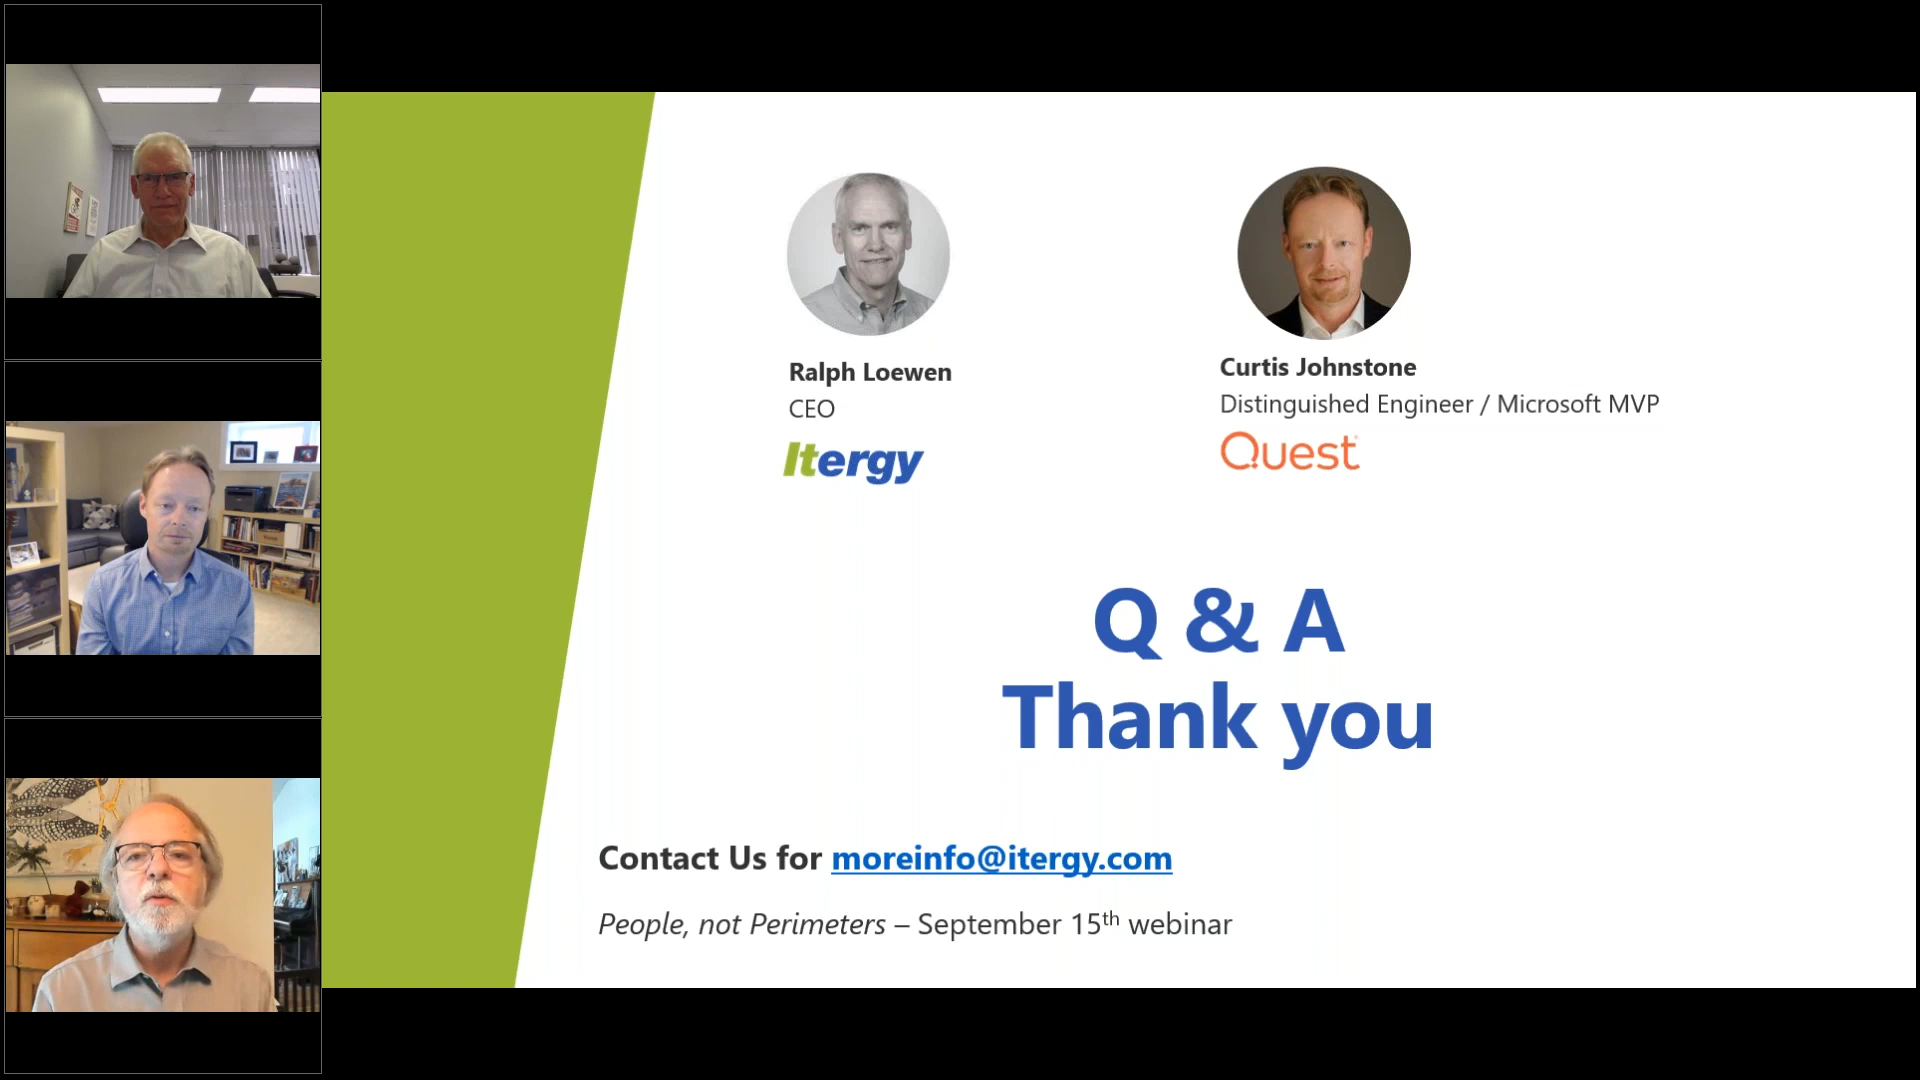 Ralph Loewen
CEO
Itergy
Curtis Johnstone
Distinguished Engineer / Microsoft MVP
Quest
Q & A
Thank you
Contact Us for moreinfo@itergy.com
People, not Perimeters – September 15th webinar